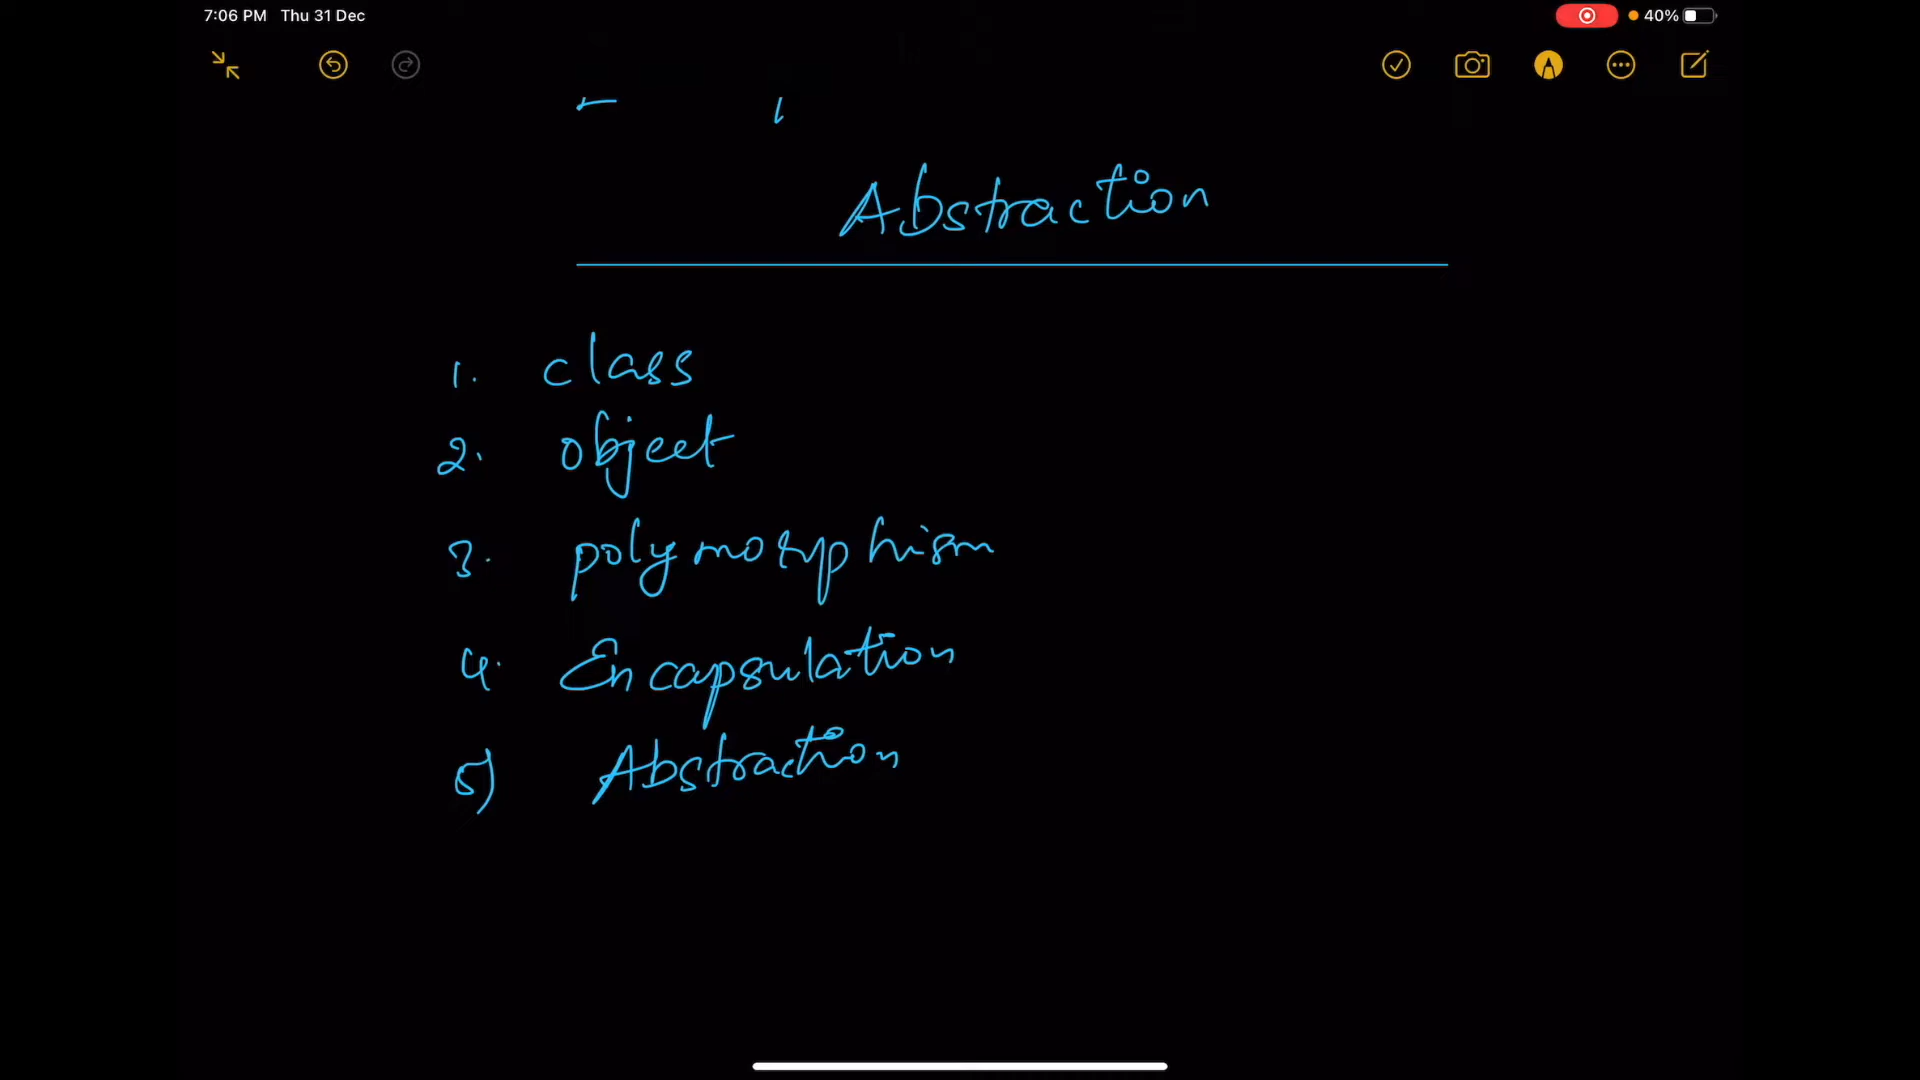 7:06 PM Thu 31 Dec
40%
Abstraction
1. class
2. object
3. polymorphism
4. Encapsulation
5) Abstraction